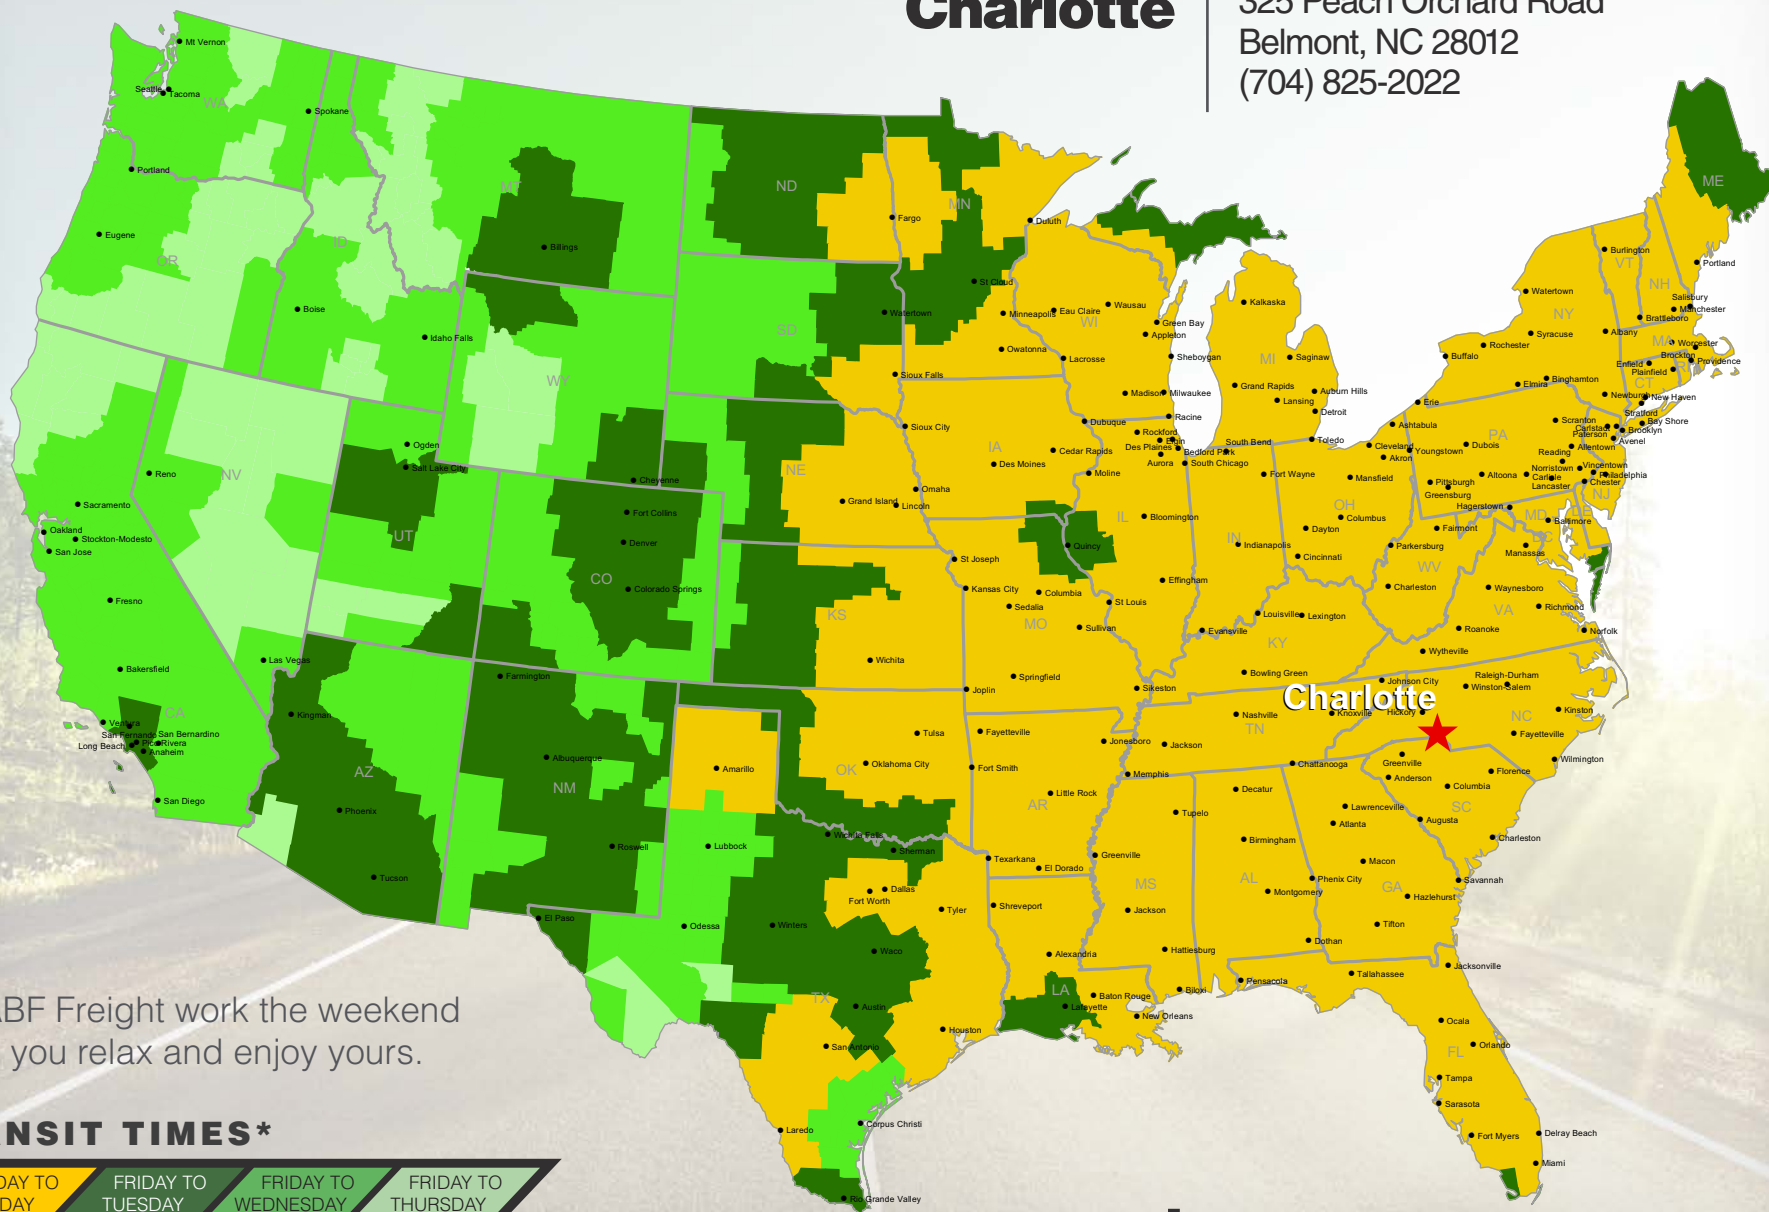 Charlotte
325 Peach Orchard Road
Belmont, NC 28012
(704) 825-2022
Mt Vernon
Seattle
Tacoma
WA
Spokane
Portland
Eugene
OR
ID
Boise
Idaho Falls
MT
Billings
WY
Cheyenne
ND
Fargo
SD
Watertown
Sioux Falls
MN
Duluth
St Cloud
Minneapolis
Owatonna
WI
Eau Claire
Wausau
Green Bay
Appleton
Sheboygan
Lacrosse
Madison
Milwaukee
Racine
MI
Kalkaska
Saginaw
Grand Rapids
Lansing
Auburn Hills
Detroit
NV
Reno
Las Vegas
CA
Sacramento
Oakland
Stockton-Modesto
San Jose
Fresno
Bakersfield
Ventura
San Fernando
San Bernardino
Long Beach
Pico Rivera
Anaheim
San Diego
UT
Ogden
Salt Lake City
CO
Fort Collins
Denver
Colorado Springs
AZ
Kingman
Phoenix
Tucson
NM
Farmington
Albuquerque
Roswell
NE
Grand Island
Lincoln
Omaha
IA
Sioux City
Des Moines
Cedar Rapids
Dubuque
Moline
IL
Rockford
Elgin
Des Plaines
Bedford Park
Aurora
South Chicago
Bloomington
Quincy
Effingham
IN
South Bend
Fort Wayne
Indianapolis
Evansville
OH
Toledo
Cleveland
Akron
Ashtabula
Youngstown
Mansfield
Columbus
Dayton
Cincinnati
KS
Wichita
MO
St Joseph
Kansas City
Columbia
Sedalia
St Louis
Sullivan
Springfield
Joplin
Sikeston
KY
Louisville
Lexington
Bowling Green
WV
Fairmont
Parkersburg
Charleston
VA
Manassas
Waynesboro
Richmond
Roanoke
Norfolk
Wytheville
PA
Erie
Dubois
Pittsburgh
Greensburg
Altoona
Scranton
Allentown
Reading
Norristown
Carlisle
Lancaster
Vincentown
Philadelphia
Chester
NJ
Carlstadt
Paterson
Avenel
MD
Hagerstown
Baltimore
DE
DC
NY
Watertown
Syracuse
Rochester
Buffalo
Elmira
Binghamton
Albany
Newburgh
Brooklyn
Bay Shore
VT
Burlington
Brattleboro
NH
Salisbury
Manchester
ME
Portland
MA
Worcester
Brockton
Providence
RI
CT
Enfield
Plainfield
New Haven
Stratford
OK
Tulsa
Oklahoma City
AR
Fayetteville
Fort Smith
Little Rock
Jonesboro
El Dorado
Texarkana
TN
Nashville
Knoxville
Johnson City
Jackson
Memphis
Chattanooga
Charlotte
NC
Hickory
Raleigh-Durham
Winston-Salem
Kinston
Fayetteville
Wilmington
SC
Greenville
Anderson
Columbia
Florence
Charleston
TX
Amarillo
Lubbock
Wichita Falls
Sherman
Dallas
Fort Worth
Tyler
El Paso
Odessa
Winters
Waco
Austin
San Antonio
Houston
Laredo
Corpus Christi
Rio Grande Valley
LA
Shreveport
Alexandria
Lafayette
Baton Rouge
New Orleans
MS
Tupelo
Greenville
Jackson
Hattiesburg
Biloxi
AL
Decatur
Birmingham
Montgomery
Phenix City
Dothan
GA
Lawrenceville
Atlanta
Augusta
Macon
Hazlehurst
Savannah
Tifton
FL
Pensacola
Tallahassee
Jacksonville
Ocala
Orlando
Tampa
Sarasota
Fort Myers
Delray Beach
Miami
ABF Freight work the weekend
you relax and enjoy yours.
NSIT TIMES*
DAY TO
DAY
FRIDAY TO
TUESDAY
FRIDAY TO
WEDNESDAY
FRIDAY TO
THURSDAY